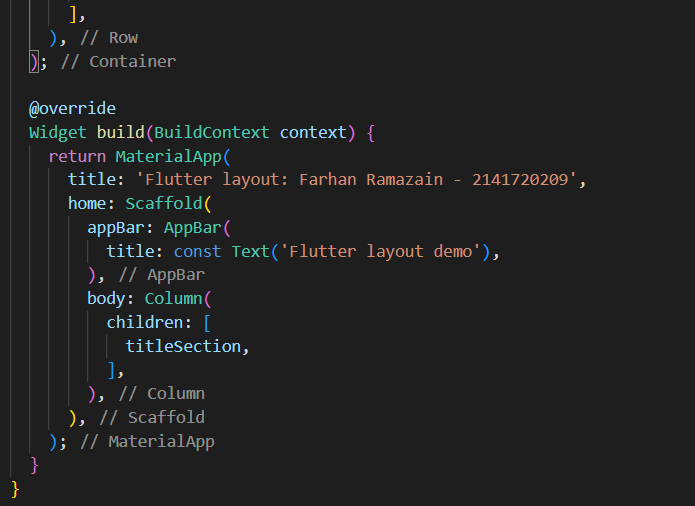 ],
), // Row
); // Container
@override
Widget build(BuildContext context) {
return MaterialApp(
title: 'Flutter layout: Farhan Ramazain - 2141720209',
home: Scaffold(
appBar: AppBar(
title: const Text('Flutter layout demo'),
), // AppBar
body: Column(
children: [
titleSection,
],
), // Column
), // Scaffold
); // MaterialApp
}
}